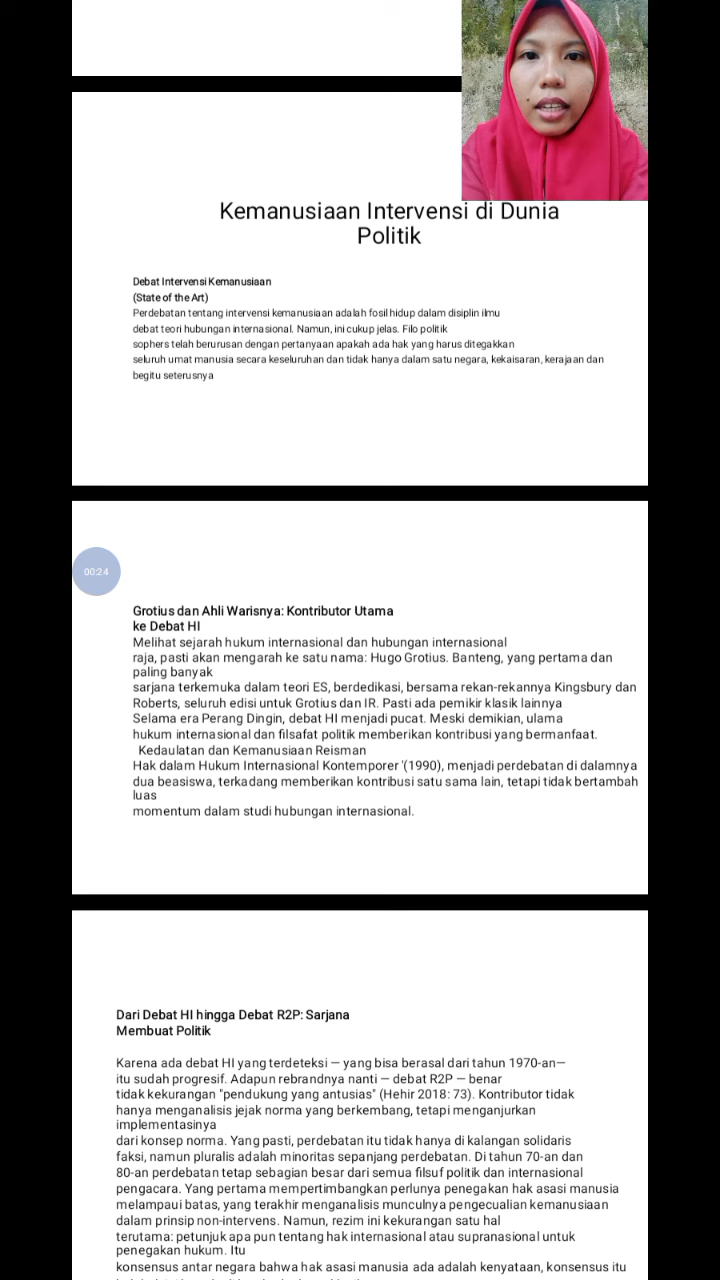 Kemanusiaan Intervensi di Dunia
Politik
Debat Intervensi Kemanusiaan
(State of the Art)
Perdebatan tentang intervensi kemanusiaan adalah fosil hidup dalam disiplin ilmu
debat teori hubungan internasional. Namun, ini cukup jelas. Filo politik
sophers telah berurusan dengan pertanyaan apakah ada hak yang harus ditegakkan
seluruh umat manusia secara keseluruhan dan tidak hanya dalam satu negara, kekaisaran, kerajaan dan
begitu seterusnya
00:24
Grotius dan Ahli Warisnya: Kontributor Utama
ke Debat HI
Melihat sejarah hukum internasional dan hubungan internasional
raja, pasti akan mengarah ke satu nama: Hugo Grotius. Banteng, yang pertama dan
paling banyak
sarjana terkemuka dalam teori ES, berdedikasi, bersama rekan-rekannya Kingsbury dan
Roberts, seluruh edisi untuk Grotius dan IR. Pasti ada pemikir klasik lainnya
Selama era Perang Dingin, debat HI menjadi pucat. Meski demikian, ulama
hukum internasional dan filsafat politik memberikan kontribusi yang bermanfaat.
Kedaulatan dan Kemanusiaan Reisman
Hak dalam Hukum Internasional Kontemporer '(1990), menjadi perdebatan di dalamnya
dua beasiswa, terkadang memberikan kontribusi satu sama lain, tetapi tidak bertambah
luas
momentum dalam studi hubungan internasional.
Dari Debat HI hingga Debat R2P: Sarjana
Membuat Politik
Karena ada debat HI yang terdeteksi — yang bisa berasal dari tahun 1970-an—
itu sudah progresif. Adapun rebrandnya nanti — debat R2P — benar
tidak kekurangan "pendukung yang antusias" (Hehir 2018: 73). Kontributor tidak
hanya menganalisis jejak norma yang berkembang, tetapi menganjurkan
implementasinya
dari konsep norma. Yang pasti, perdebatan itu tidak hanya di kalangan solidaris
faksi, namun pluralis adalah minoritas sepanjang perdebatan. Di tahun 70-an dan
80-an perdebatan tetap sebagian besar dari semua filsuf politik dan internasional
pengacara. Yang pertama mempertimbangkan perlunya penegakan hak asasi manusia
melampaui batas, yang terakhir menganalisis munculnya pengecualian kemanusiaan
dalam prinsip non-intervens. Namun, rezim ini kekurangan satu hal
terutama: petunjuk apa pun tentang hak internasional atau supranasional untuk
penegakan hukum. Itu
konsensus antar negara bahwa hak asasi manusia ada adalah kenyataan, konsensus itu